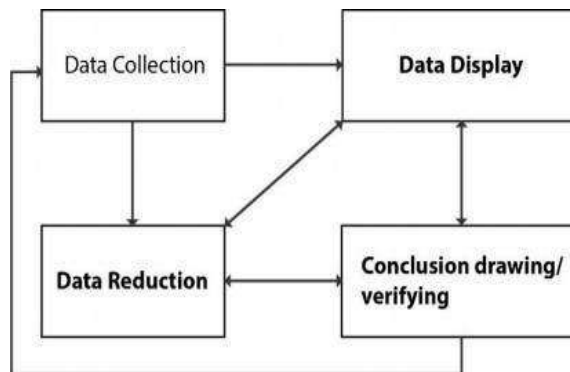 Data Collection
Data Display
Data Reduction
Conclusion drawing/
verifying